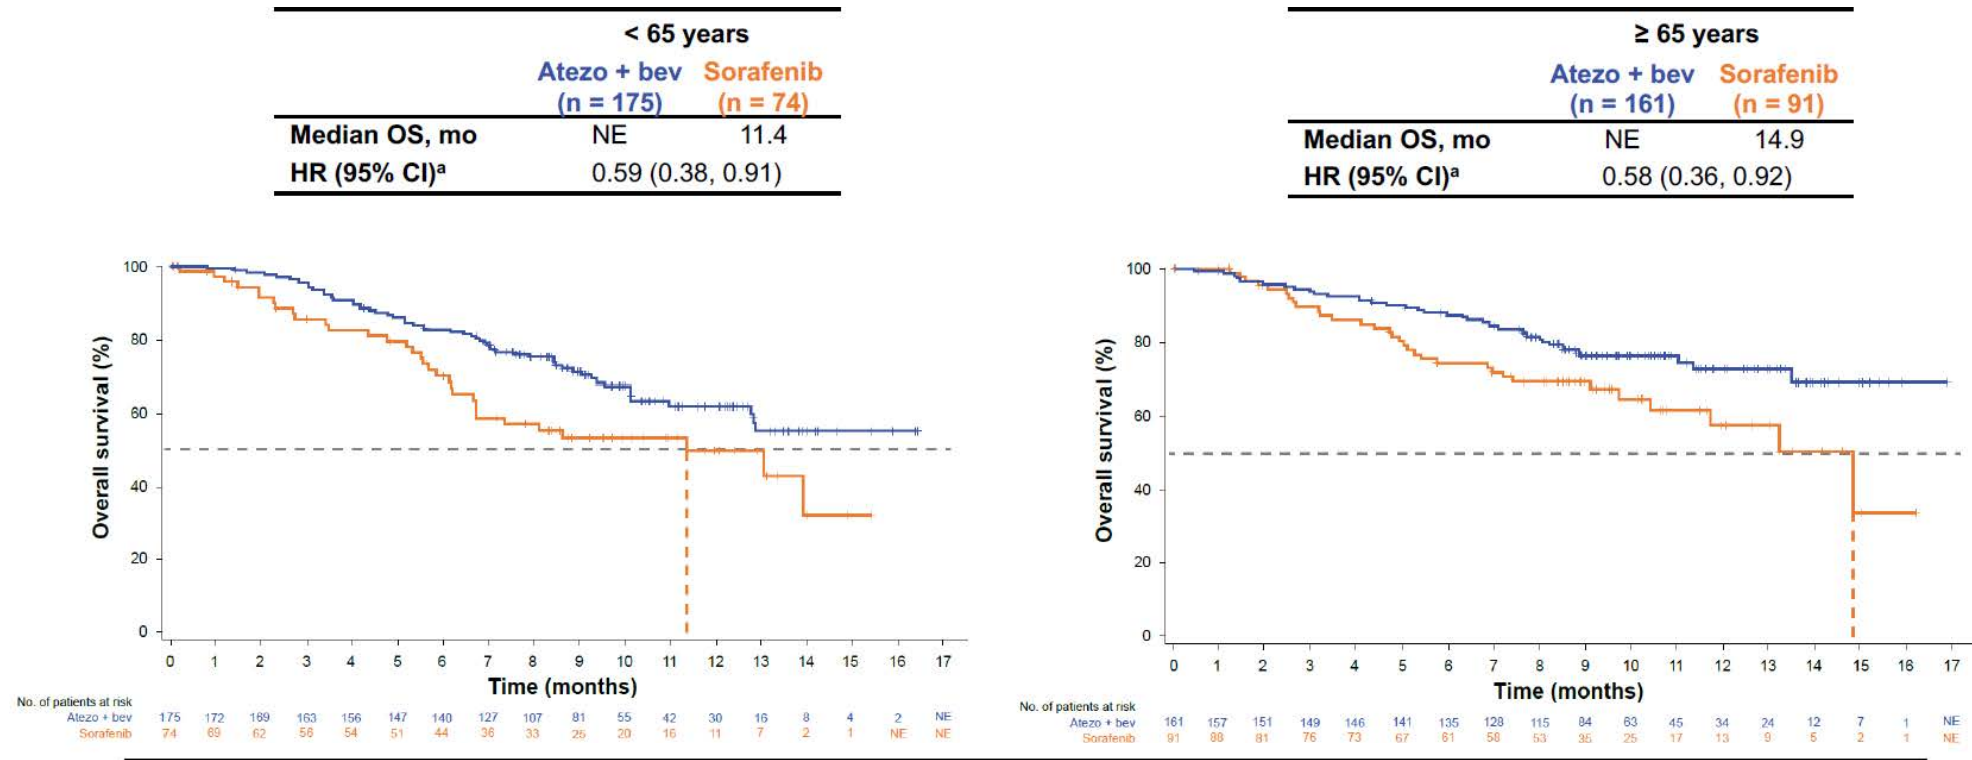 < 65 years
Atezo + bev Sorafenib
(n = 175) (n = 74)
Median OS, mo NE 11.4
HR (95% CI)ª 0.59 (0.38, 0.91)
Overall survival (%)
100
80
60
40
20
0
0 1 2 3 4 5 6 7 8 9 10 11 12 13 14 15 16 17
Time (months)
No. of patients at risk
Atezo + bev 175 172 169 163 156 147 140 127 107 81 55 42 30 16 8 4 2 NE
Sorafenib 74 69 62 56 54 51 44 36 33 25 20 16 11 7 2 1 NE NE
≥ 65 years
Atezo + bev Sorafenib
(n = 161) (n = 91)
Median OS, mo NE 14.9
HR (95% CI)ª 0.58 (0.36, 0.92)
Overall survival (%)
100
80
60
40
20
0
0 1 2 3 4 5 6 7 8 9 10 11 12 13 14 15 16 17
Time (months)
No. of patients at risk
Atezo + bev 161 157 151 149 146 141 135 128 115 84 63 45 34 24 12 7 1 NE
Sorafenib 91 88 81 76 73 67 61 58 53 35 25 17 13 9 5 2 1 NE